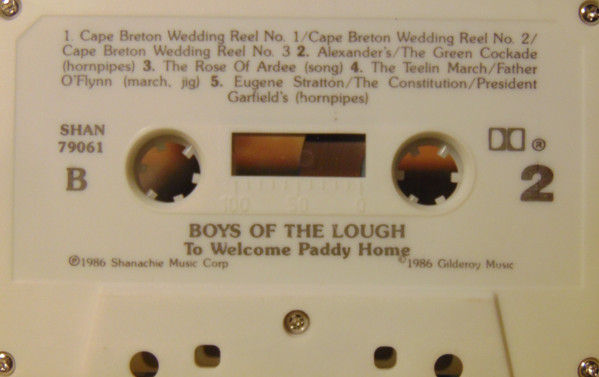 1. Cape Breton Wedding Reel No. 1/Cape Breton Wedding Reel No. 2/
Cape Breton Wedding Reel No. 3 2. Alexander's/The Green Cockade
(hornpipes) 3. The Rose Of Ardee (song) 4. The Teelin March/Father
O'Flynn (march, jig) 5. Eugene Stratton/The Constitution/President
Garfield's (hornpipes)
SHAN
79061
B
®
2
100 50 0
BOYS OF THE LOUGH
To Welcome Paddy Home
℗1986 Shanachie Music Corp
©1986 Gilderoy Music